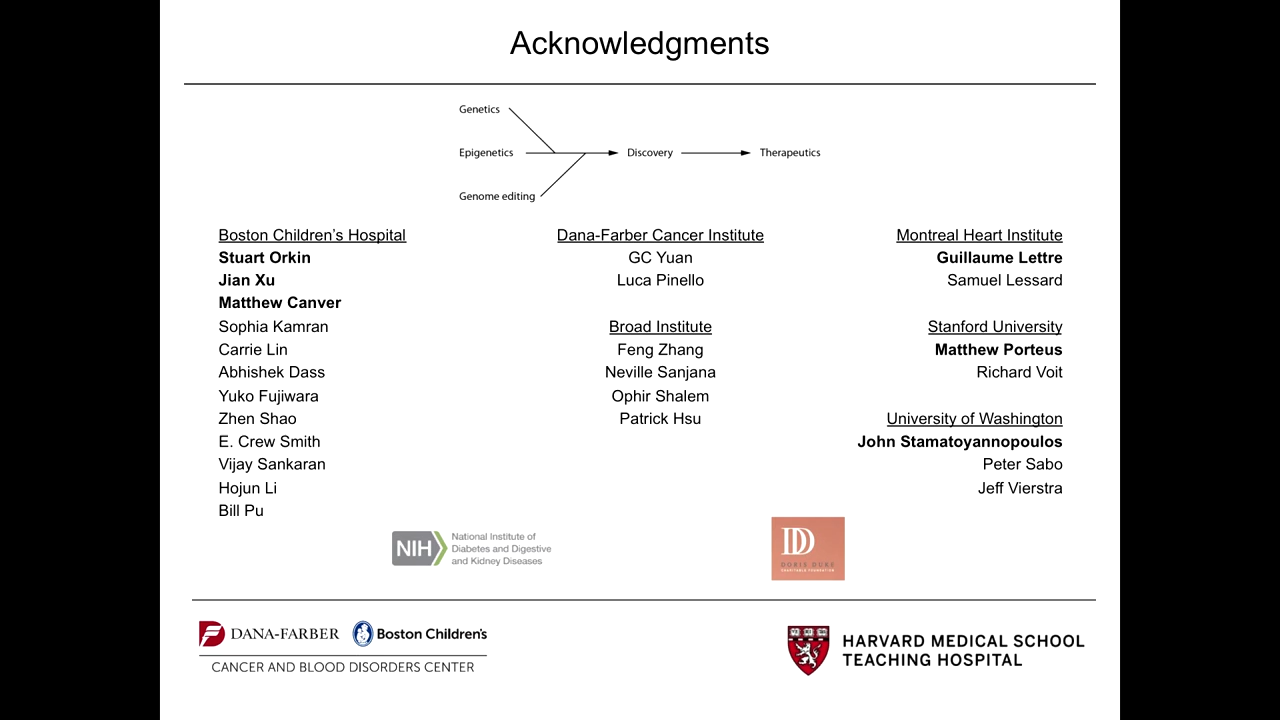 Acknowledgments
Genetics
Epigenetics
Discovery
Therapeutics
Genome editing
Boston Children’s Hospital
Stuart Orkin
Jian Xu
Matthew Canver
Sophia Kamran
Carrie Lin
Abhishek Dass
Yuko Fujiwara
Zhen Shao
E. Crew Smith
Vijay Sankaran
Hojun Li
Bill Pu
Dana-Farber Cancer Institute
GC Yuan
Luca Pinello
Broad Institute
Feng Zhang
Neville Sanjana
Ophir Shalem
Patrick Hsu
Montreal Heart Institute
Guillaume Lettre
Samuel Lessard
Stanford University
Matthew Porteus
Richard Voit
University of Washington
John Stamatoyannopoulos
Peter Sabo
Jeff Vierstra
NIH
National Institute of
Diabetes and Digestive
and Kidney Diseases
DD
DORIS DUKE
CHARITABLE FOUNDATION
DANA-FARBER
Boston Children's
CANCER AND BLOOD DISORDERS CENTER
HARVARD MEDICAL SCHOOL
TEACHING HOSPITAL